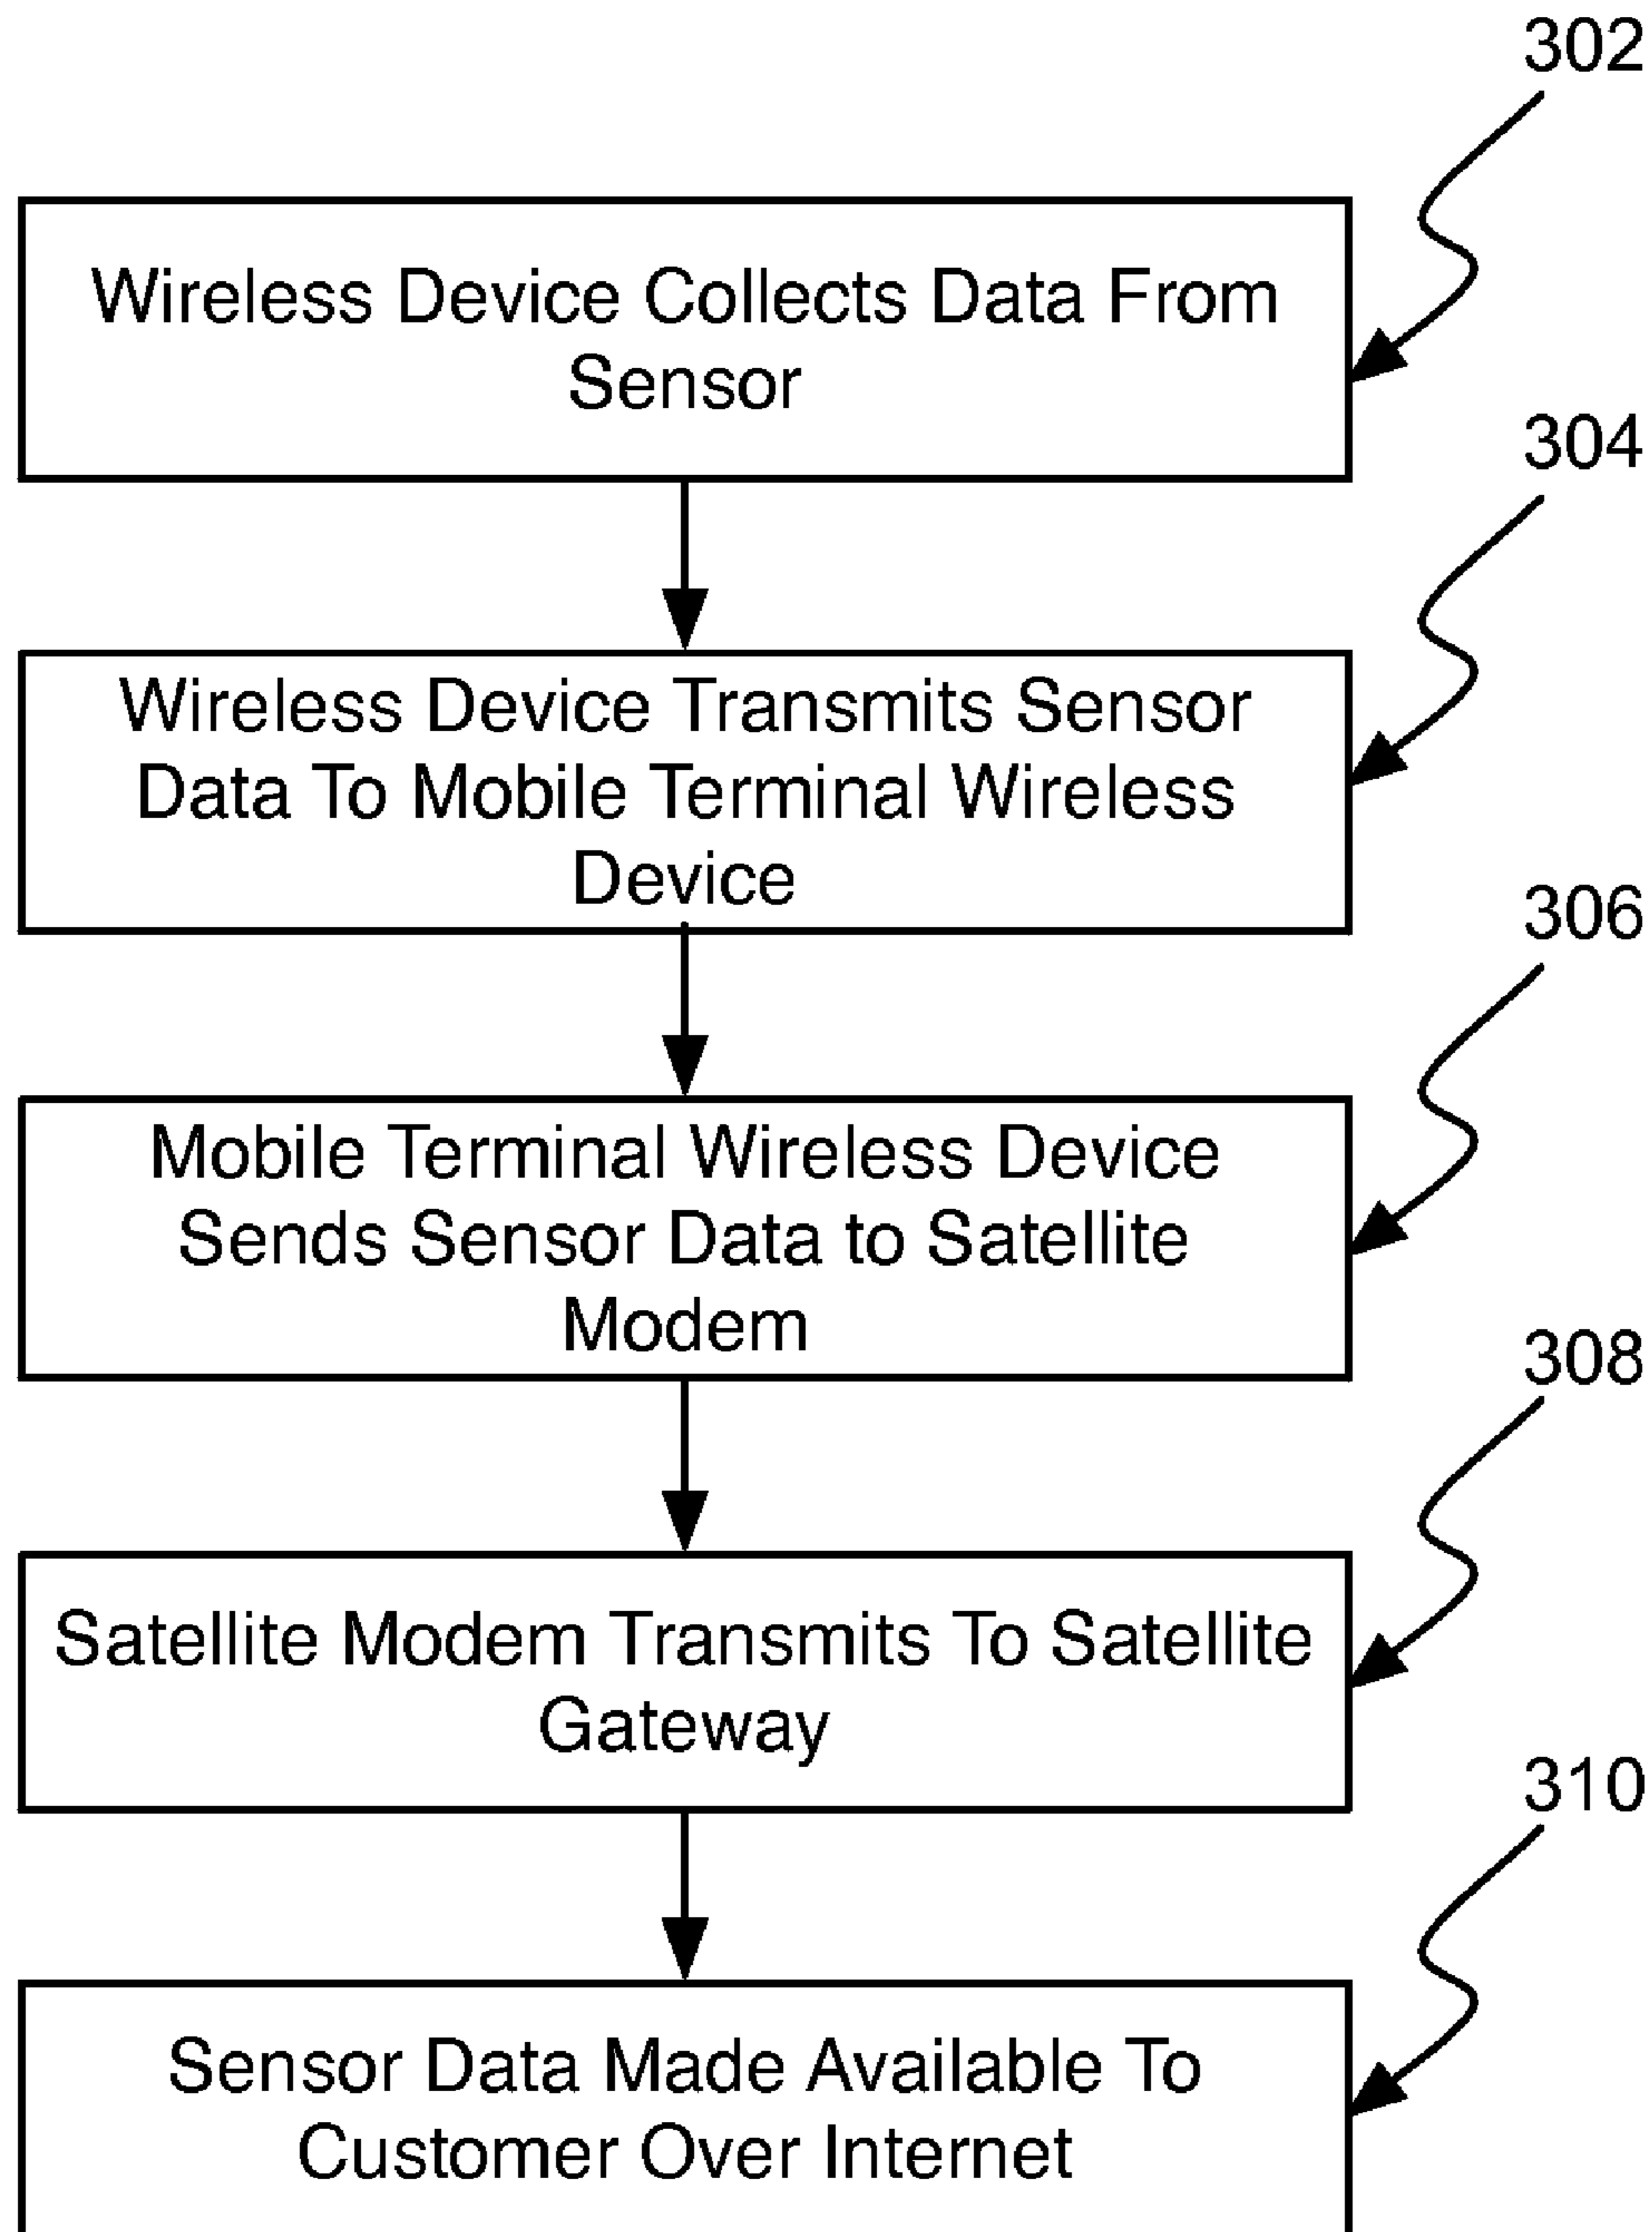 302
Wireless Device Collects Data From
Sensor
304
Wireless Device Transmits Sensor
Data To Mobile Terminal Wireless
Device
306
Mobile Terminal Wireless Device
Sends Sensor Data to Satellite
Modem
308
Satellite Modem Transmits To Satellite
Gateway
310
Sensor Data Made Available To
Customer Over Internet